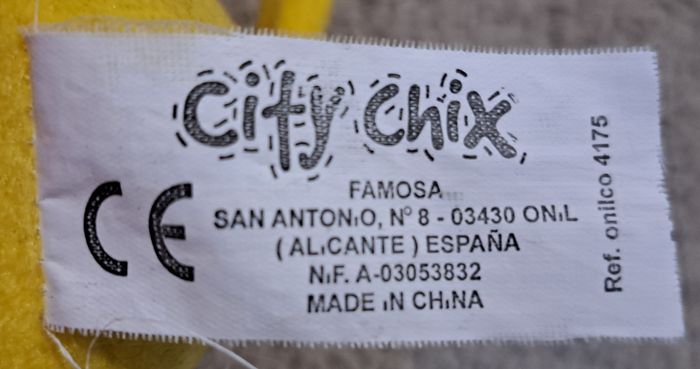 City Chix
CE
FAMOSA
SAN ANTONIO, Nº 8 - 03430 ONIL
( ALICANTE ) ESPAÑA
N.I.F. A-03053832
MADE IN CHINA
Ref. onilco 4175